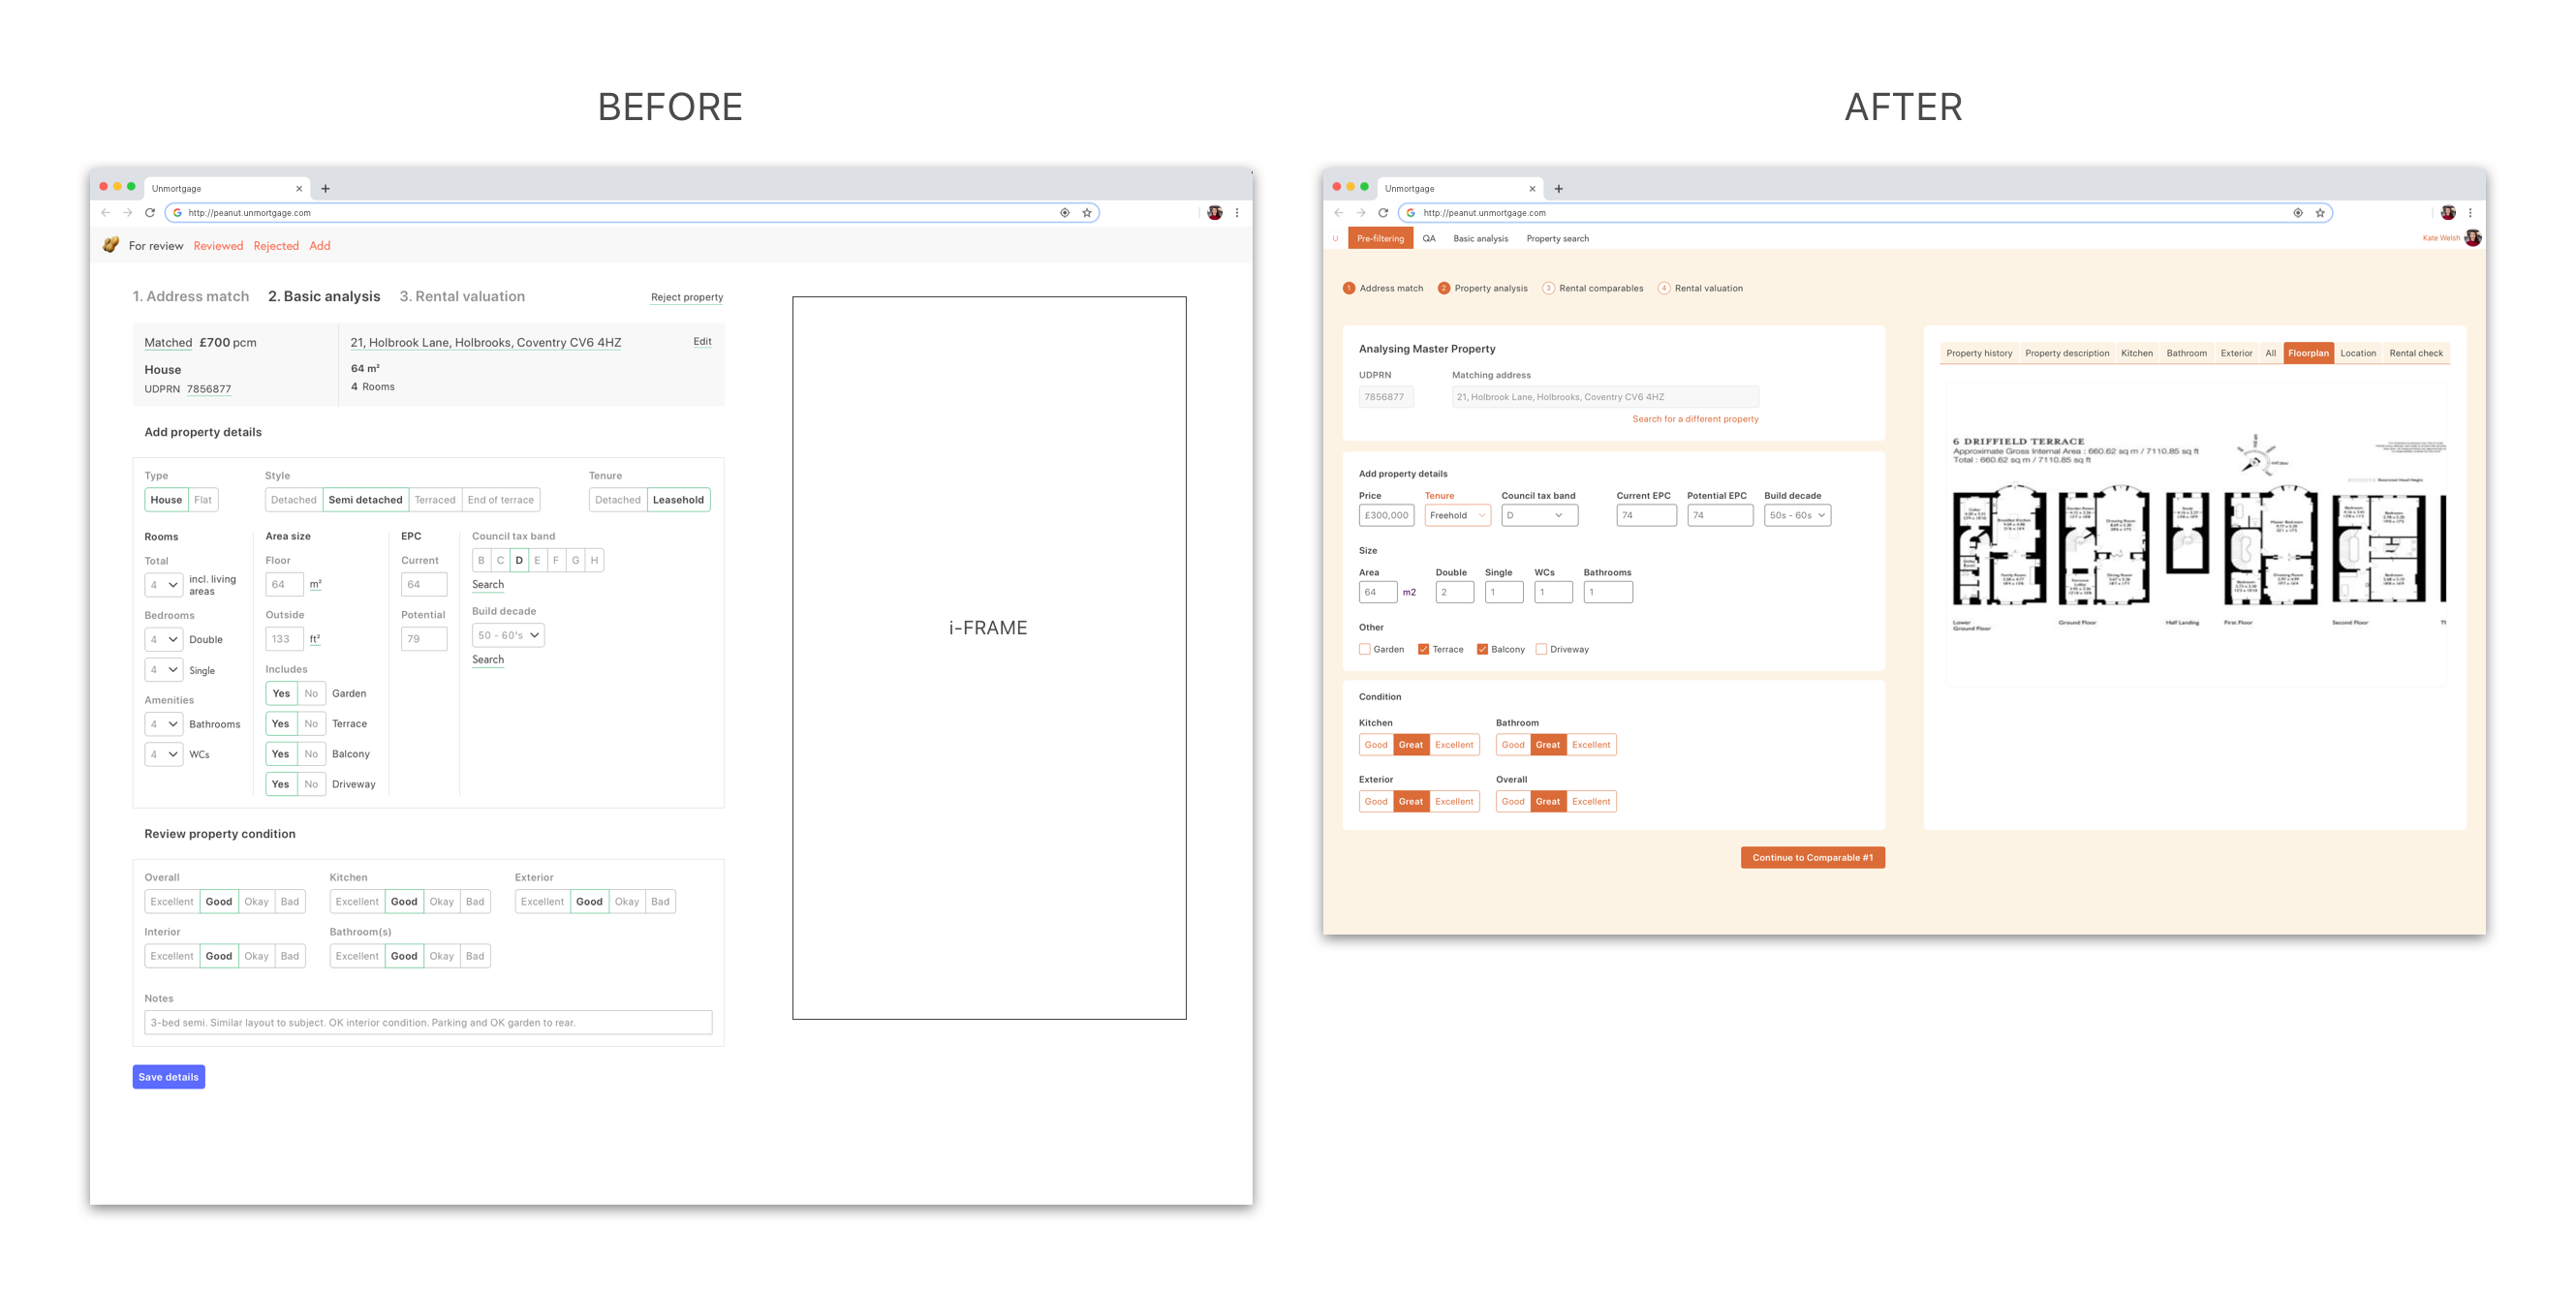 BEFORE
AFTER
Unmortgage
http://peanut.unmortgage.com
For review Reviewed Rejected Add
1. Address match 2. Basic analysis 3. Rental valuation Reject property
Matched £700 pcm
House
UDPRN 7856877
21, Holbrook Lane, Holbrooks, Coventry CV6 4HZ Edit
64 m²
4 Rooms
Add property details
Type Style Tenure
House Flat Detached Semi detached Terraced End of terrace Detached Leasehold
Rooms
Total
4 incl. living
areas
Bedrooms
4 Double
4 Single
Amenities
4 Bathrooms
4 WCs
Area size
Floor
64 m²
Outside
133 ft²
Includes
Yes No Garden
Yes No Terrace
Yes No Balcony
Yes No Driveway
EPC
Current
64
Potential
79
Council tax band
B C D E F G H
Search
Build decade
50 - 60's
Search
Review property condition
Overall Kitchen Exterior
Excellent Good Okay Bad Excellent Good Okay Bad Excellent Good Okay Bad
Interior Bathroom(s)
Excellent Good Okay Bad Excellent Good Okay Bad
Notes
3-bed semi. Similar layout to subject. OK interior condition. Parking and OK garden to rear.
Save details
i-FRAME
Unmortgage
http://peanut.unmortgage.com
U Pre-filtering QA Basic analysis Property search Kate Welsh
1 Address match 2 Property analysis 3 Rental comparables 4 Rental valuation
Analysing Master Property
UDPRN Matching address
7856877 21, Holbrook Lane, Holbrooks, Coventry CV6 4HZ
Search for a different property
Add property details
Price Tenure Council tax band Current EPC Potential EPC Build decade
£300,000 Freehold D 74 74 50s - 60s
Size
Area Double Single WCs Bathrooms
64 m2 2 1 1 1
Other
Garden Terrace Balcony Driveway
Condition
Kitchen Bathroom
Good Great Excellent Good Great Excellent
Exterior Overall
Good Great Excellent Good Great Excellent
Continue to Comparable #1
Property history Property description Kitchen Bathroom Exterior All Floorplan Location Rental check
6 DRIFFIELD TERRACE
Approximate Gross Internal Area : 660.62 sq m / 7110.85 sq ft
Total : 660.62 sq m / 7110.85 sq ft
Lower
Ground Floor
Ground Floor
Half Landing
First Floor
Second Floor